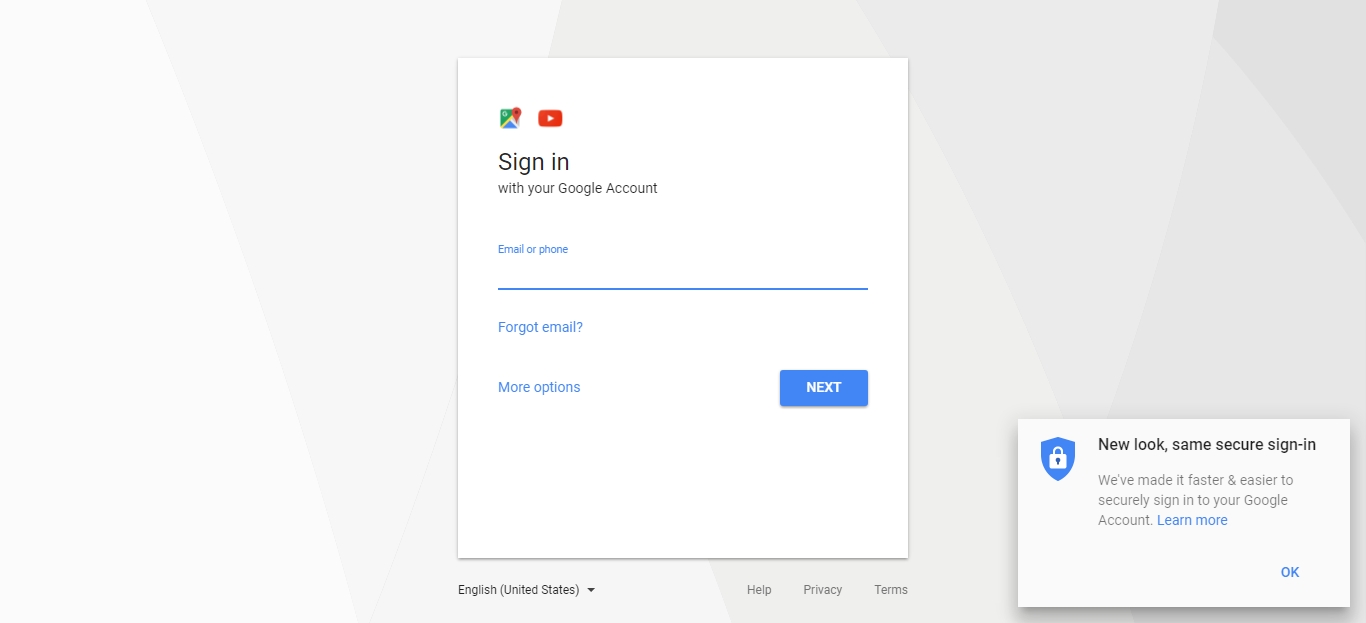 Sign in
with your Google Account
Email or phone
Forgot email?
More options
NEXT
English (United States)
Help
Privacy
Terms
New look, same secure sign-in
We've made it faster & easier to
securely sign in to your Google
Account. Learn more
OK